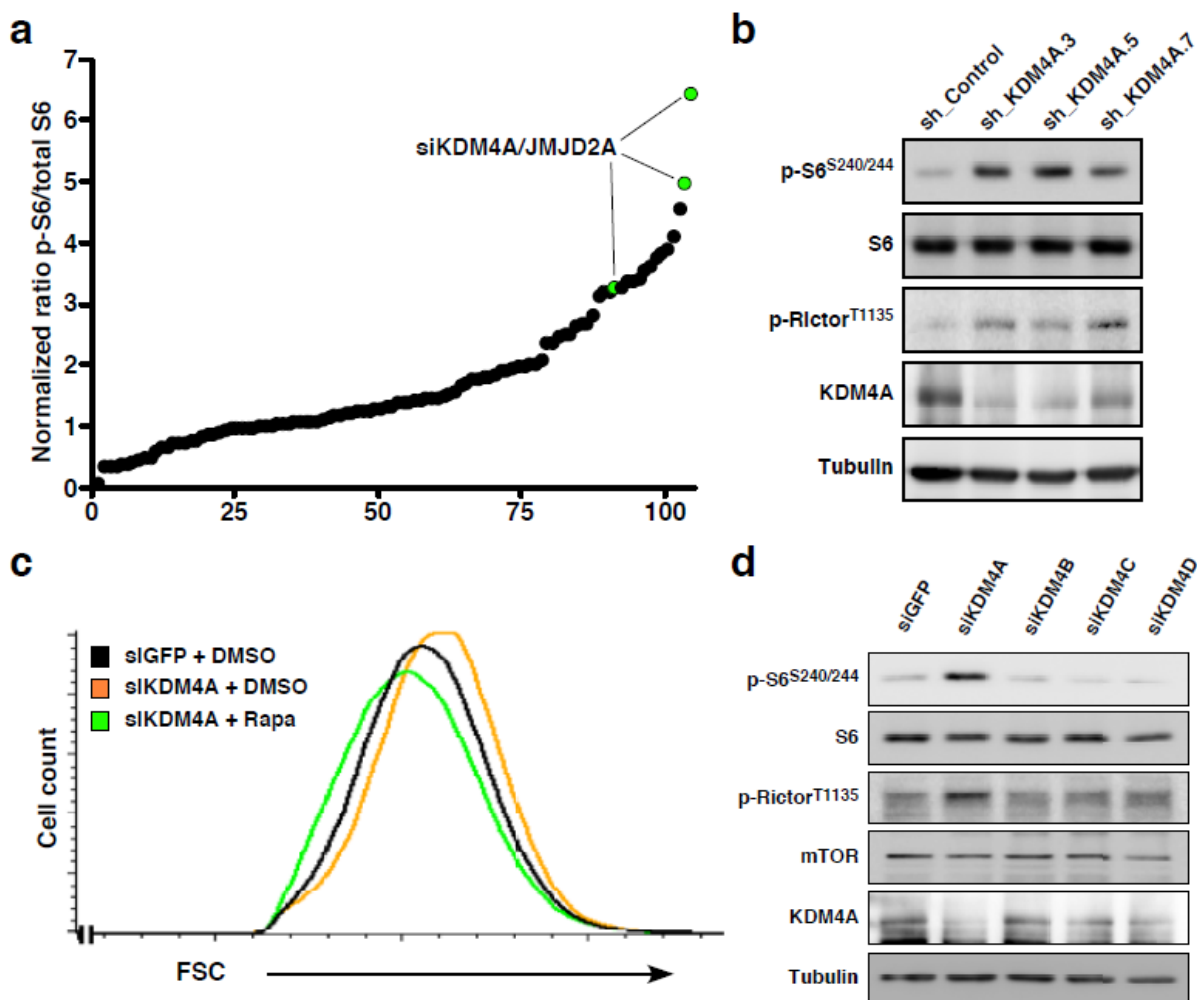 a
7
6
5
4
3
2
1
0
Normalized ratio p-S6/total S6
siKDM4A/JMJD2A
0 25 50 75 100
b
sh_Control sh_KDM4A.3 sh_KDM4A.5 sh_KDM4A.7
p-S6S240/244
S6
p-RictorT1135
KDM4A
Tubulin
c
Cell count
siGFP + DMSO
siKDM4A + DMSO
siKDM4A + Rapa
FSC
d
siGFP siKDM4A siKDM4B siKDM4C siKDM4D
p-S6S240/244
S6
p-RictorT1135
mTOR
KDM4A
Tubulin